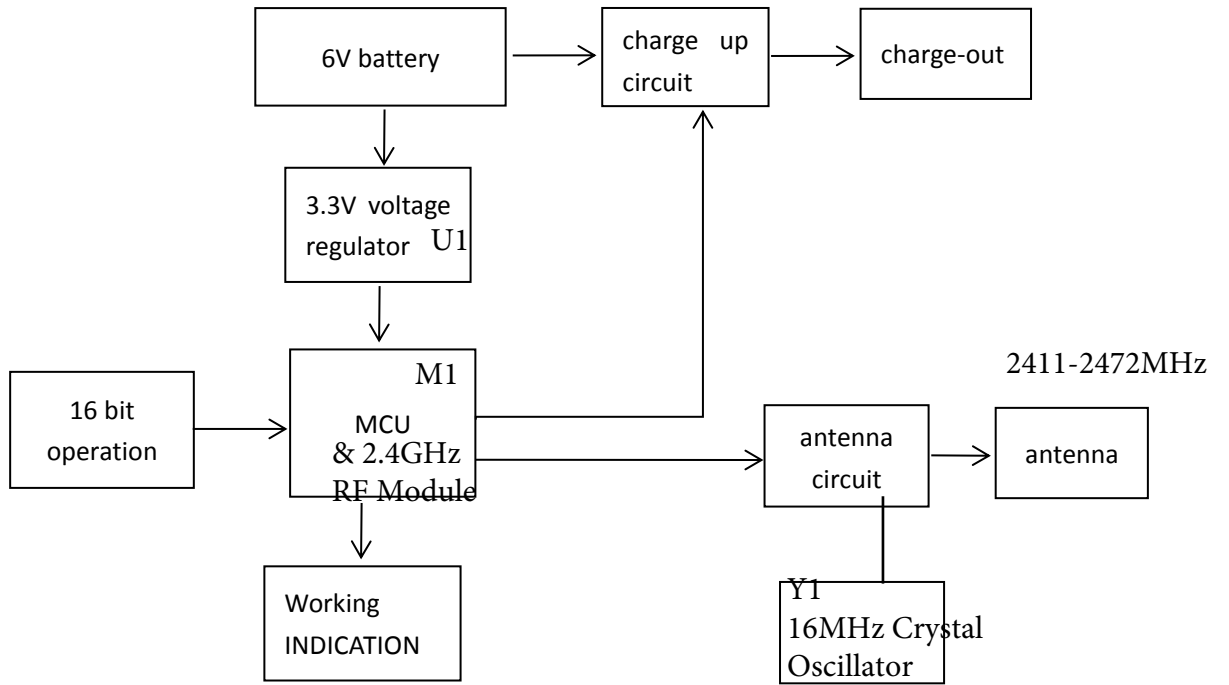 6V battery
charge up
circuit
charge-out
3.3V voltage
regulator U1
2411-2472MHz
16 bit
operation
M1
MCU
& 2.4GHz
RF Module
antenna
circuit
antenna
Working
INDICATION
Y1
16MHz Crystal
Oscillator